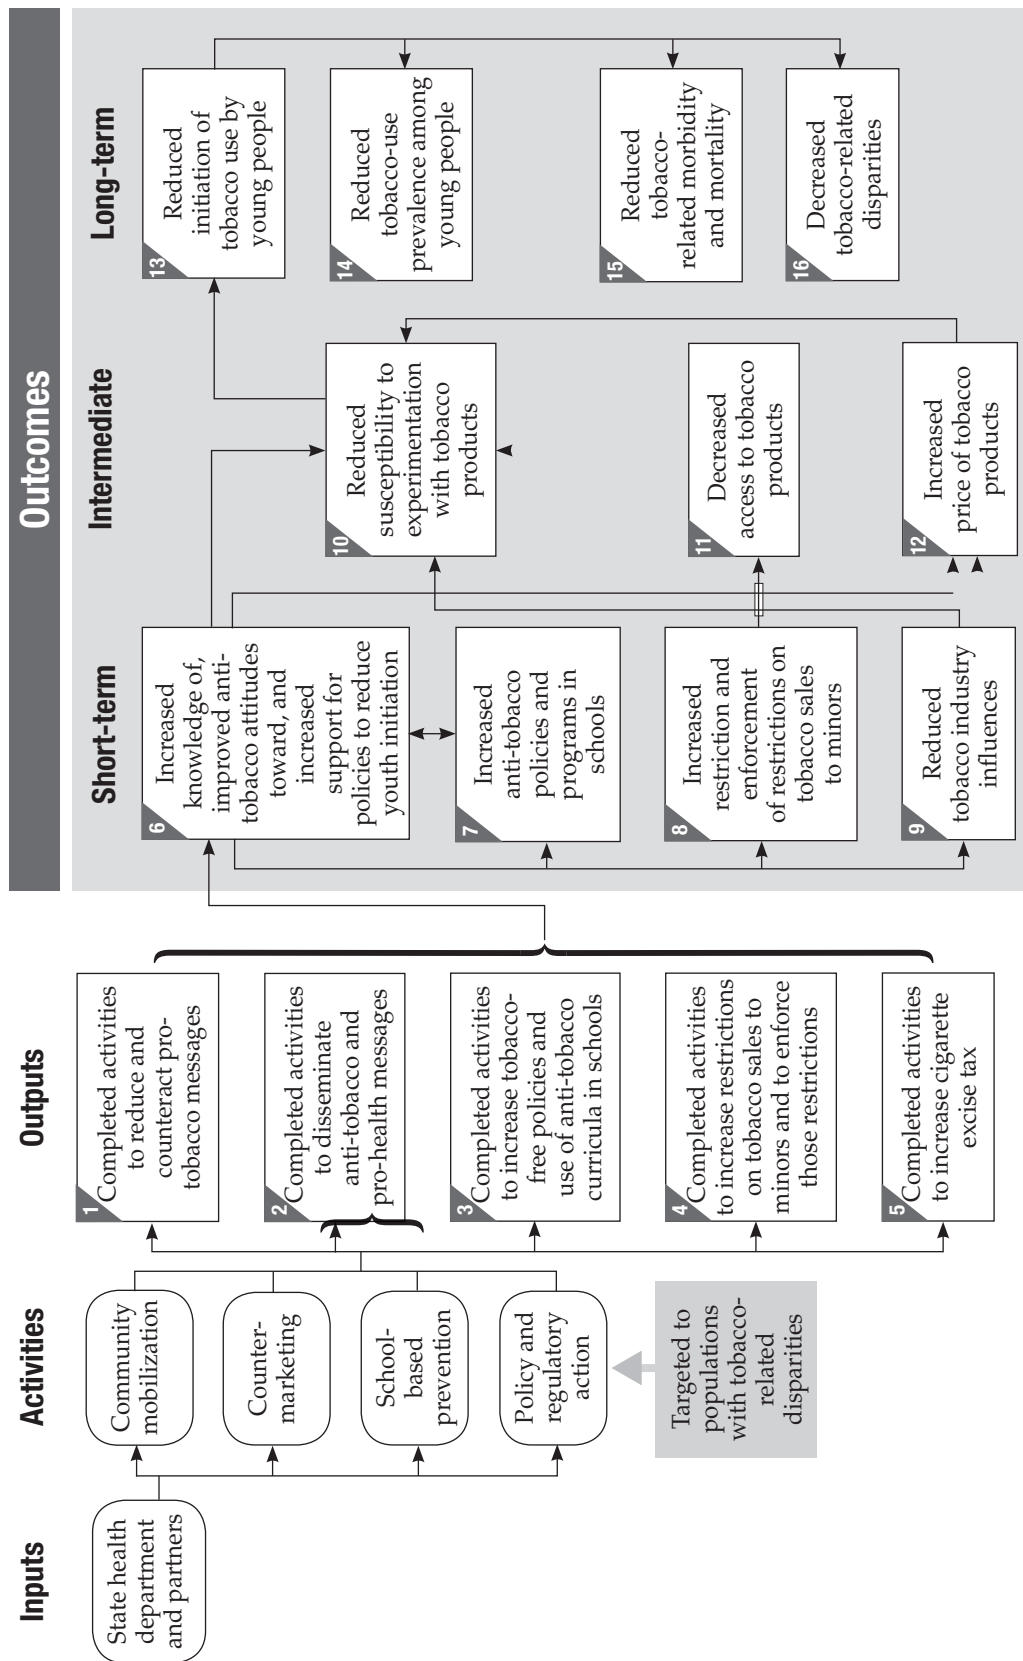 Outcomes
Inputs
Activities
Outputs
Short-term
Intermediate
Long-term
State health
department
and partners
Community
mobilization
Counter-
marketing
School-
based
prevention
Policy and
regulatory
action
Targeted to
populations
with tobacco-
related
disparities
1
Completed activities
to reduce and
counteract pro-
tobacco messages
2
Completed activities
to disseminate
anti-tobacco and
pro-health messages
3
Completed activities
to increase tobacco-
free policies and
use of anti-tobacco
curricula in schools
4
Completed activities
to increase restrictions
on tobacco sales to
minors and to enforce
those restrictions
5
Completed activities
to increase cigarette
excise tax
6
Increased
knowledge of,
improved anti-
tobacco attitudes
toward, and
increased
support for
policies to reduce
youth initiation
7
Increased
anti-tobacco
policies and
programs in
schools
8
Increased
restriction and
enforcement
of restrictions on
tobacco sales
to minors
9
Reduced
tobacco industry
influences
10
Reduced
susceptibility to
experimentation
with tobacco
products
11
Decreased
access to tobacco
products
12
Increased
price of tobacco
products
13
Reduced
initiation of
tobacco use by
young people
14
Reduced
tobacco-use
prevalence among
young people
15
Reduced
tobacco-
related morbidity
and mortality
16
Decreased
tobacco-related
disparities